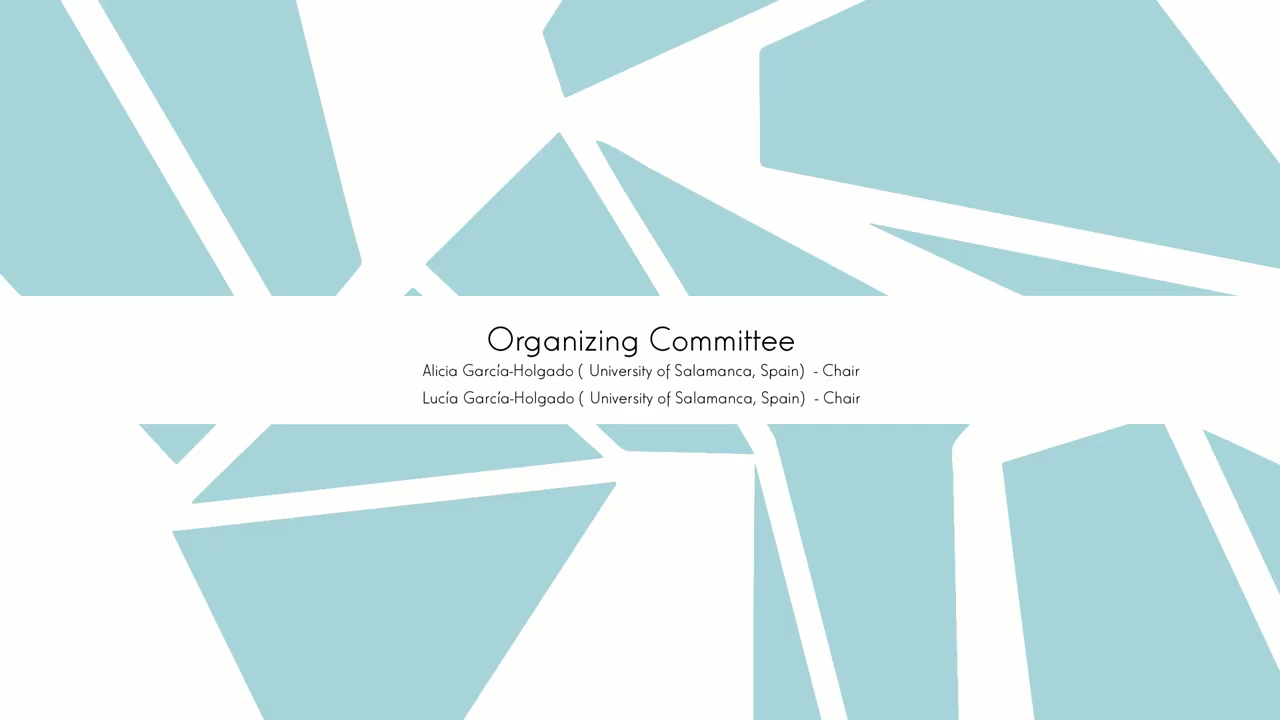 Organizing Committee
Alicia García-Holgado ( University of Salamanca, Spain)  - Chair
Lucía García-Holgado ( University of Salamanca, Spain)  - Chair